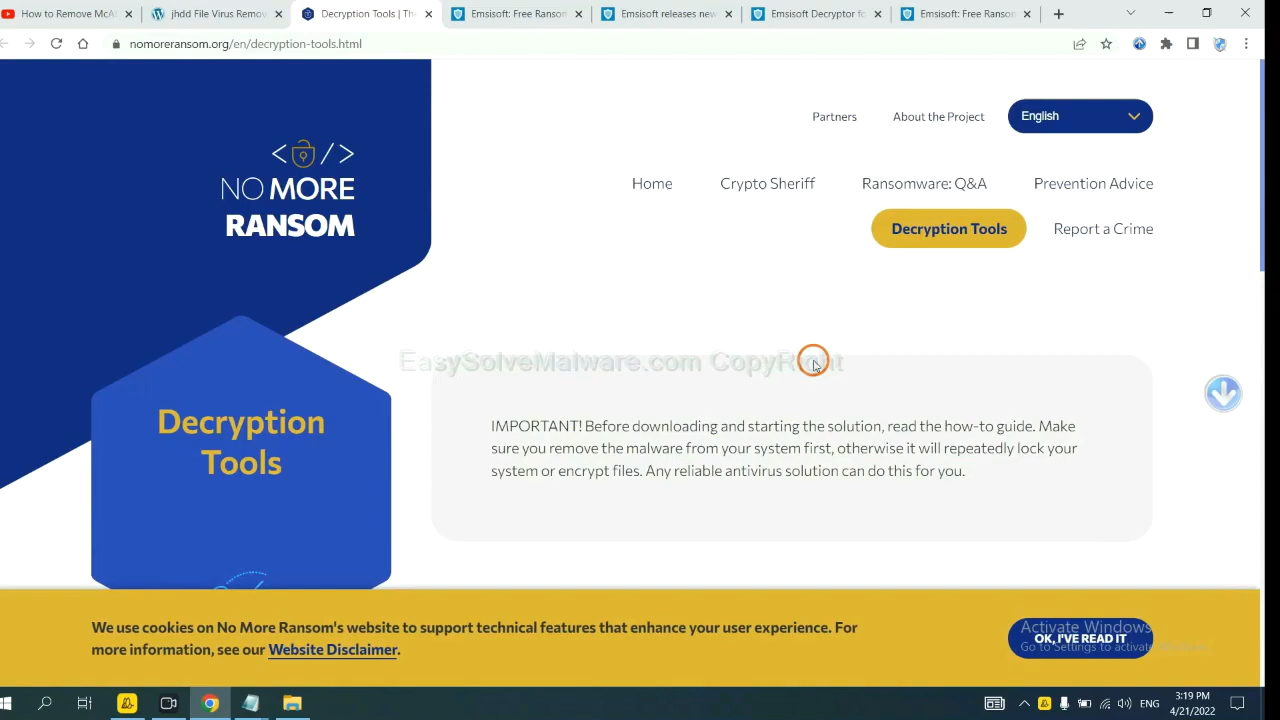 How to Remove McAf
jhdd File Virus Remov
Decryption Tools | The
Emsisoft: Free Ransom
Emsisoft releases new
Emsisoft Decryptor fo
Emsisoft: Free Ransom
nomoreransom.org/en/decryption-tools.html
Partners
About the Project
English
< /> 
NO MORE
RANSOM
Home
Crypto Sheriff
Ransomware: Q&A
Prevention Advice
Decryption Tools
Report a Crime
EasySolveMalware.com CopyRight
Decryption
Tools
IMPORTANT! Before downloading and starting the solution, read the how-to guide. Make
sure you remove the malware from your system first, otherwise it will repeatedly lock your
system or encrypt files. Any reliable antivirus solution can do this for you.
We use cookies on No More Ransom's website to support technical features that enhance your user experience. For
more information, see our Website Disclaimer.
OK, I'VE READ IT
Activate Windows
Go to Settings to activate
ENG
3:19 PM
4/21/2022